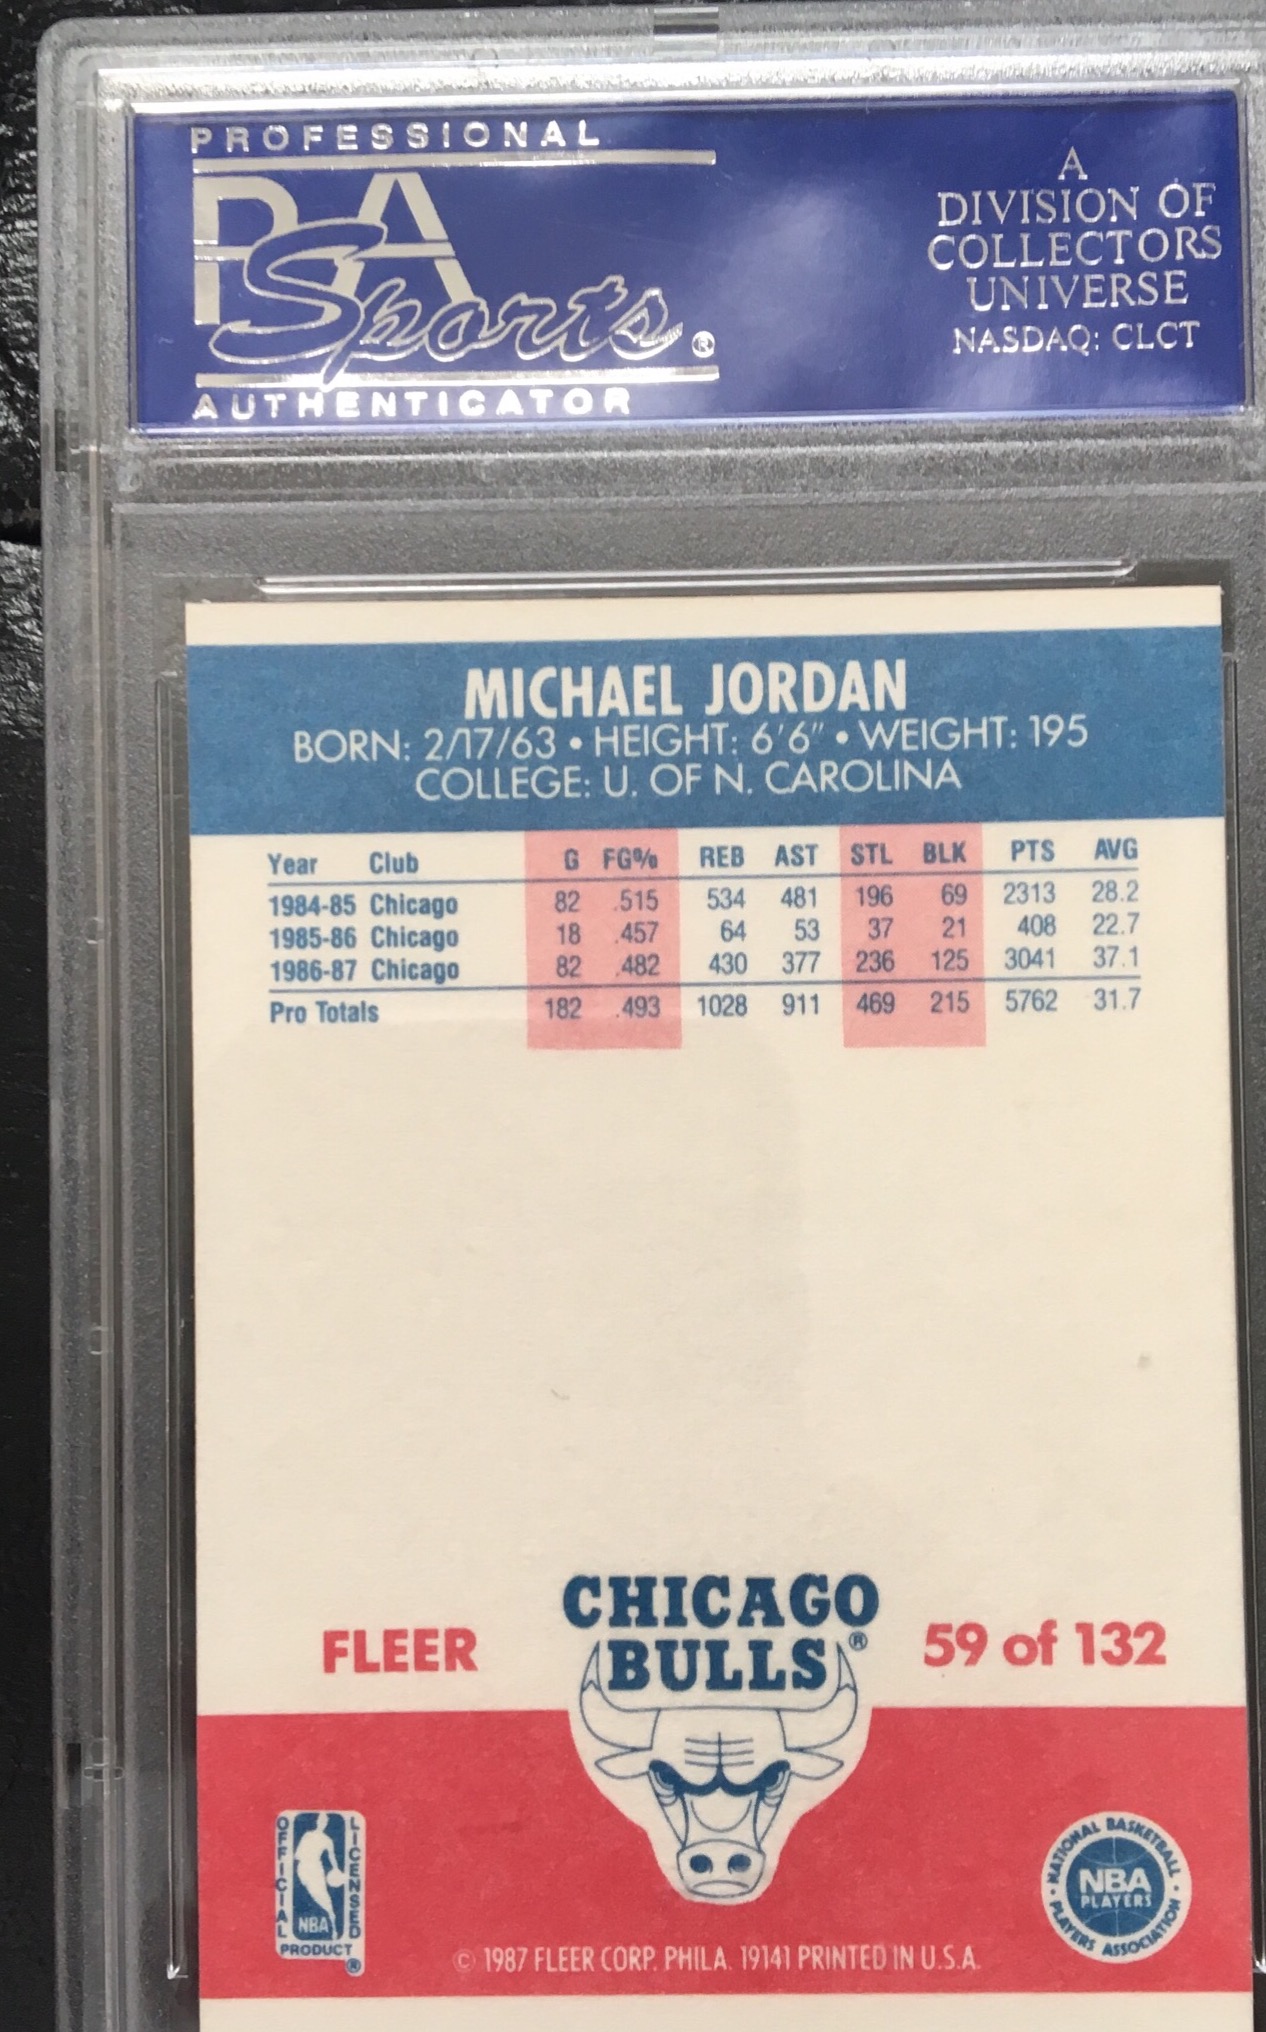 PROFESSIONAL
PSA
Sports®
AUTHENTICATOR
A
DIVISION OF
COLLECTORS
UNIVERSE
NASDAQ: CLCT
MICHAEL JORDAN
BORN: 2/17/63 • HEIGHT: 6'6" • WEIGHT: 195
COLLEGE: U. OF N. CAROLINA
Year Club G FG% REB AST STL BLK PTS AVG
1984-85 Chicago 82 .515 534 481 196 69 2313 28.2
1985-86 Chicago 18 .457 64 53 37 21 408 22.7
1986-87 Chicago 82 .482 430 377 236 125 3041 37.1
Pro Totals 182 .493 1028 911 469 215 5762 31.7
CHICAGO
BULLS®
FLEER
59 of 132
OFFICIAL
LICENSED
NBA
PRODUCT
®
NATIONAL BASKETBALL
NBA
PLAYERS
PLAYERS ASSOCIATION
© 1987 FLEER CORP. PHILA. 19141 PRINTED IN U.S.A.